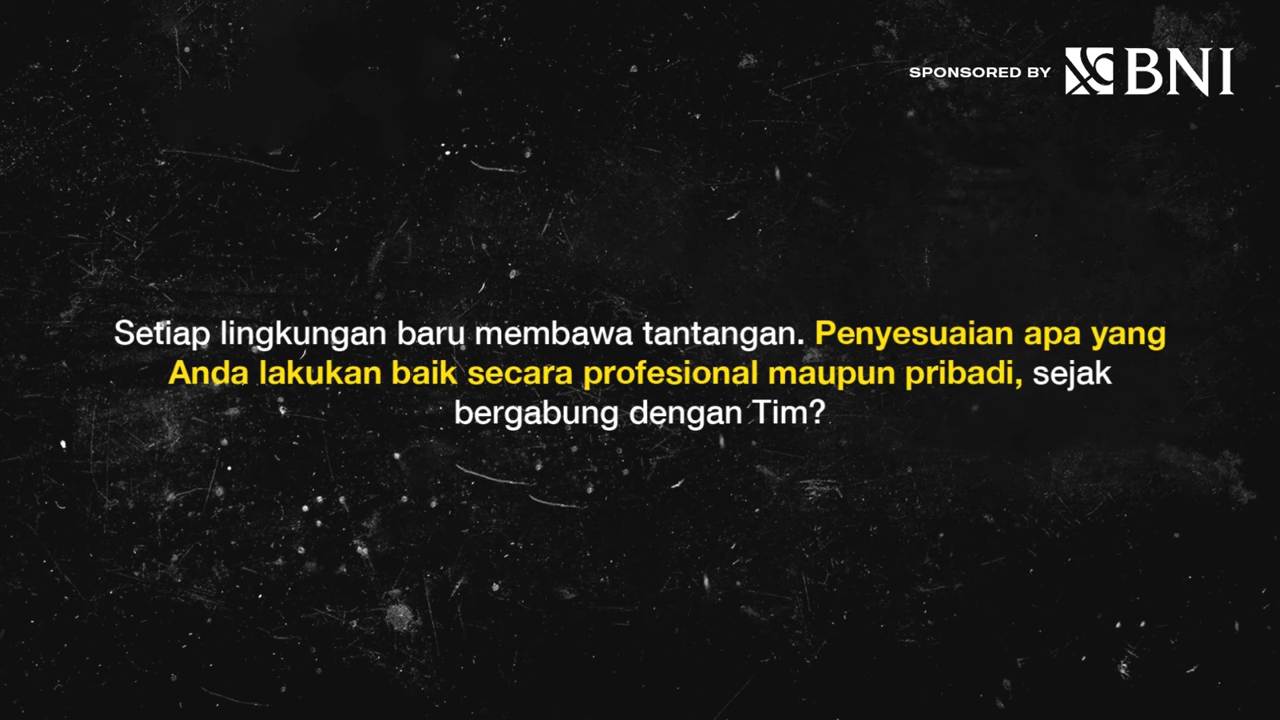 SPONSORED BY BNI
Setiap lingkungan baru membawa tantangan. Penyesuaian apa yang
Anda lakukan baik secara profesional maupun pribadi, sejak
bergabung dengan Tim?